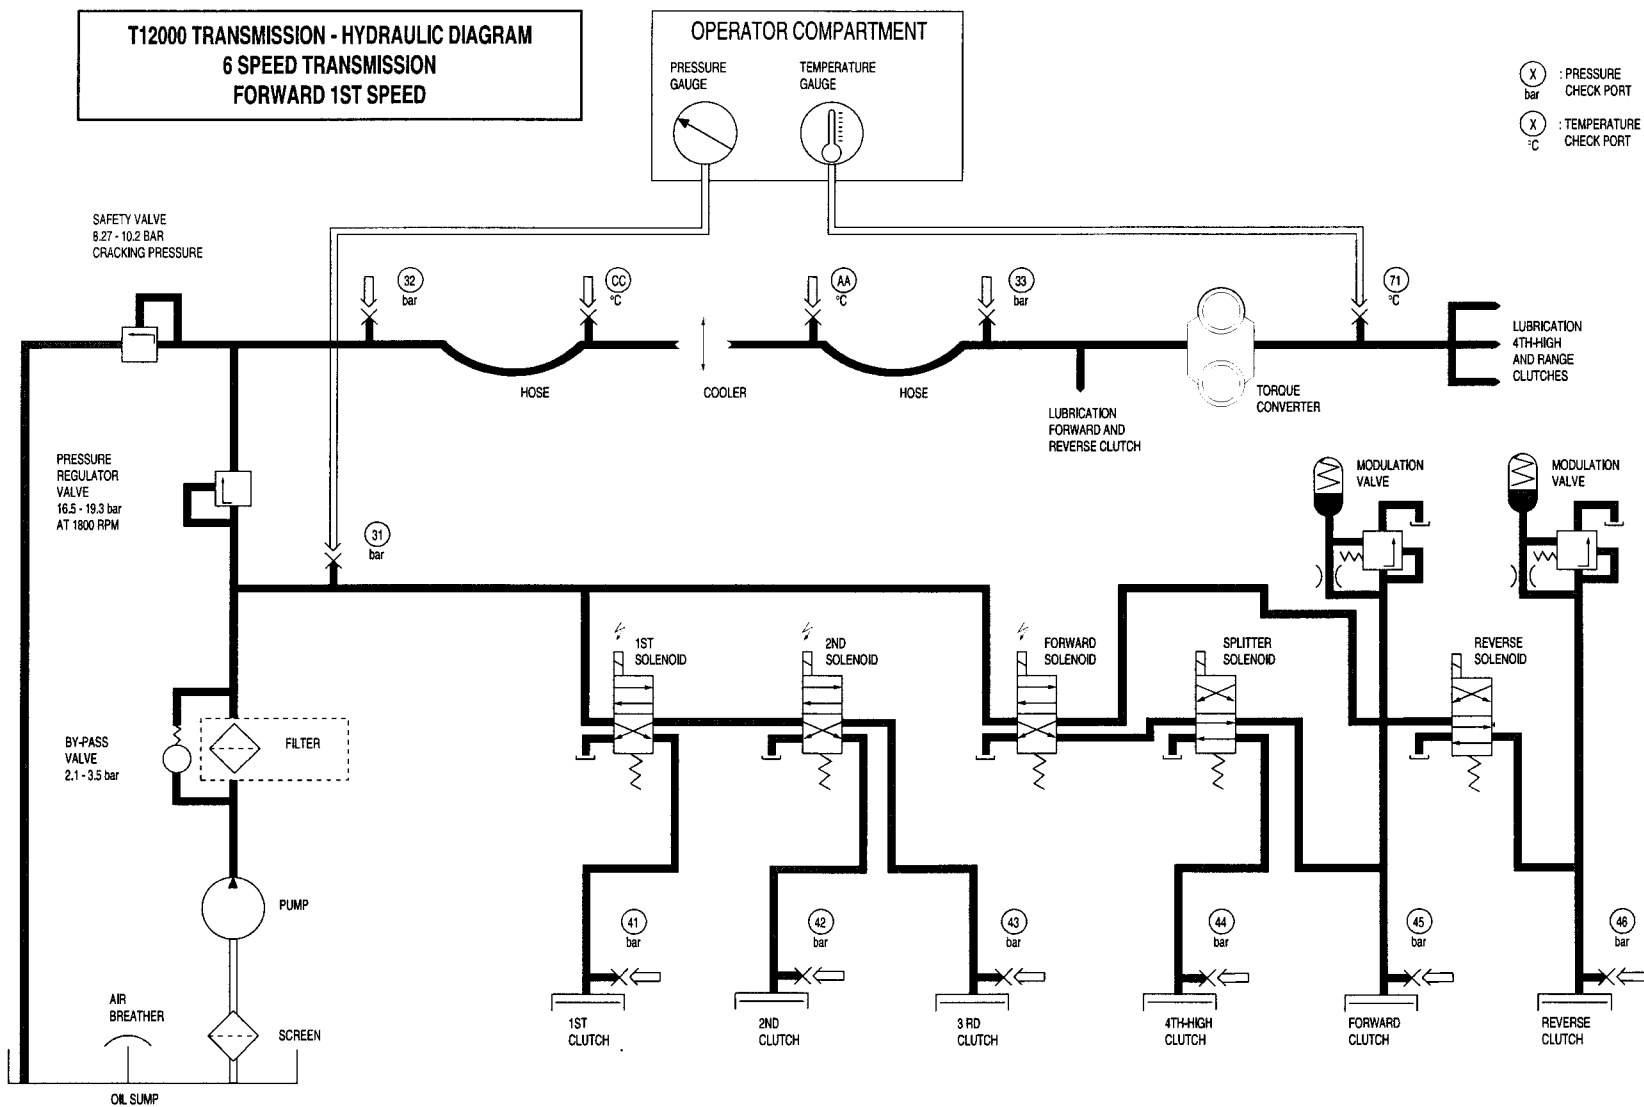 T12000 TRANSMISSION - HYDRAULIC DIAGRAM
6 SPEED TRANSMISSION
FORWARD 1ST SPEED
OPERATOR COMPARTMENT
PRESSURE
GAUGE
TEMPERATURE
GAUGE
X
bar
: PRESSURE
CHECK PORT
X
°C
: TEMPERATURE
CHECK PORT
SAFETY VALVE
8.27 - 10.2 BAR
CRACKING PRESSURE
32
bar
CC
°C
AA
°C
33
bar
71
°C
HOSE
COOLER
HOSE
LUBRICATION
FORWARD AND
REVERSE CLUTCH
TORQUE
CONVERTER
LUBRICATION
4TH-HIGH
AND RANGE
CLUTCHES
PRESSURE
REGULATOR
VALVE
16.5 - 19.3 bar
AT 1800 RPM
31
bar
MODULATION
VALVE
MODULATION
VALVE
1ST
SOLENOID
2ND
SOLENOID
FORWARD
SOLENOID
SPLITTER
SOLENOID
REVERSE
SOLENOID
BY-PASS
VALVE
2.1 - 3.5 bar
FILTER
PUMP
41
bar
42
bar
43
bar
44
bar
45
bar
46
bar
AIR
BREATHER
SCREEN
OIL SUMP
1ST
CLUTCH
2ND
CLUTCH
3 RD
CLUTCH
4TH-HIGH
CLUTCH
FORWARD
CLUTCH
REVERSE
CLUTCH